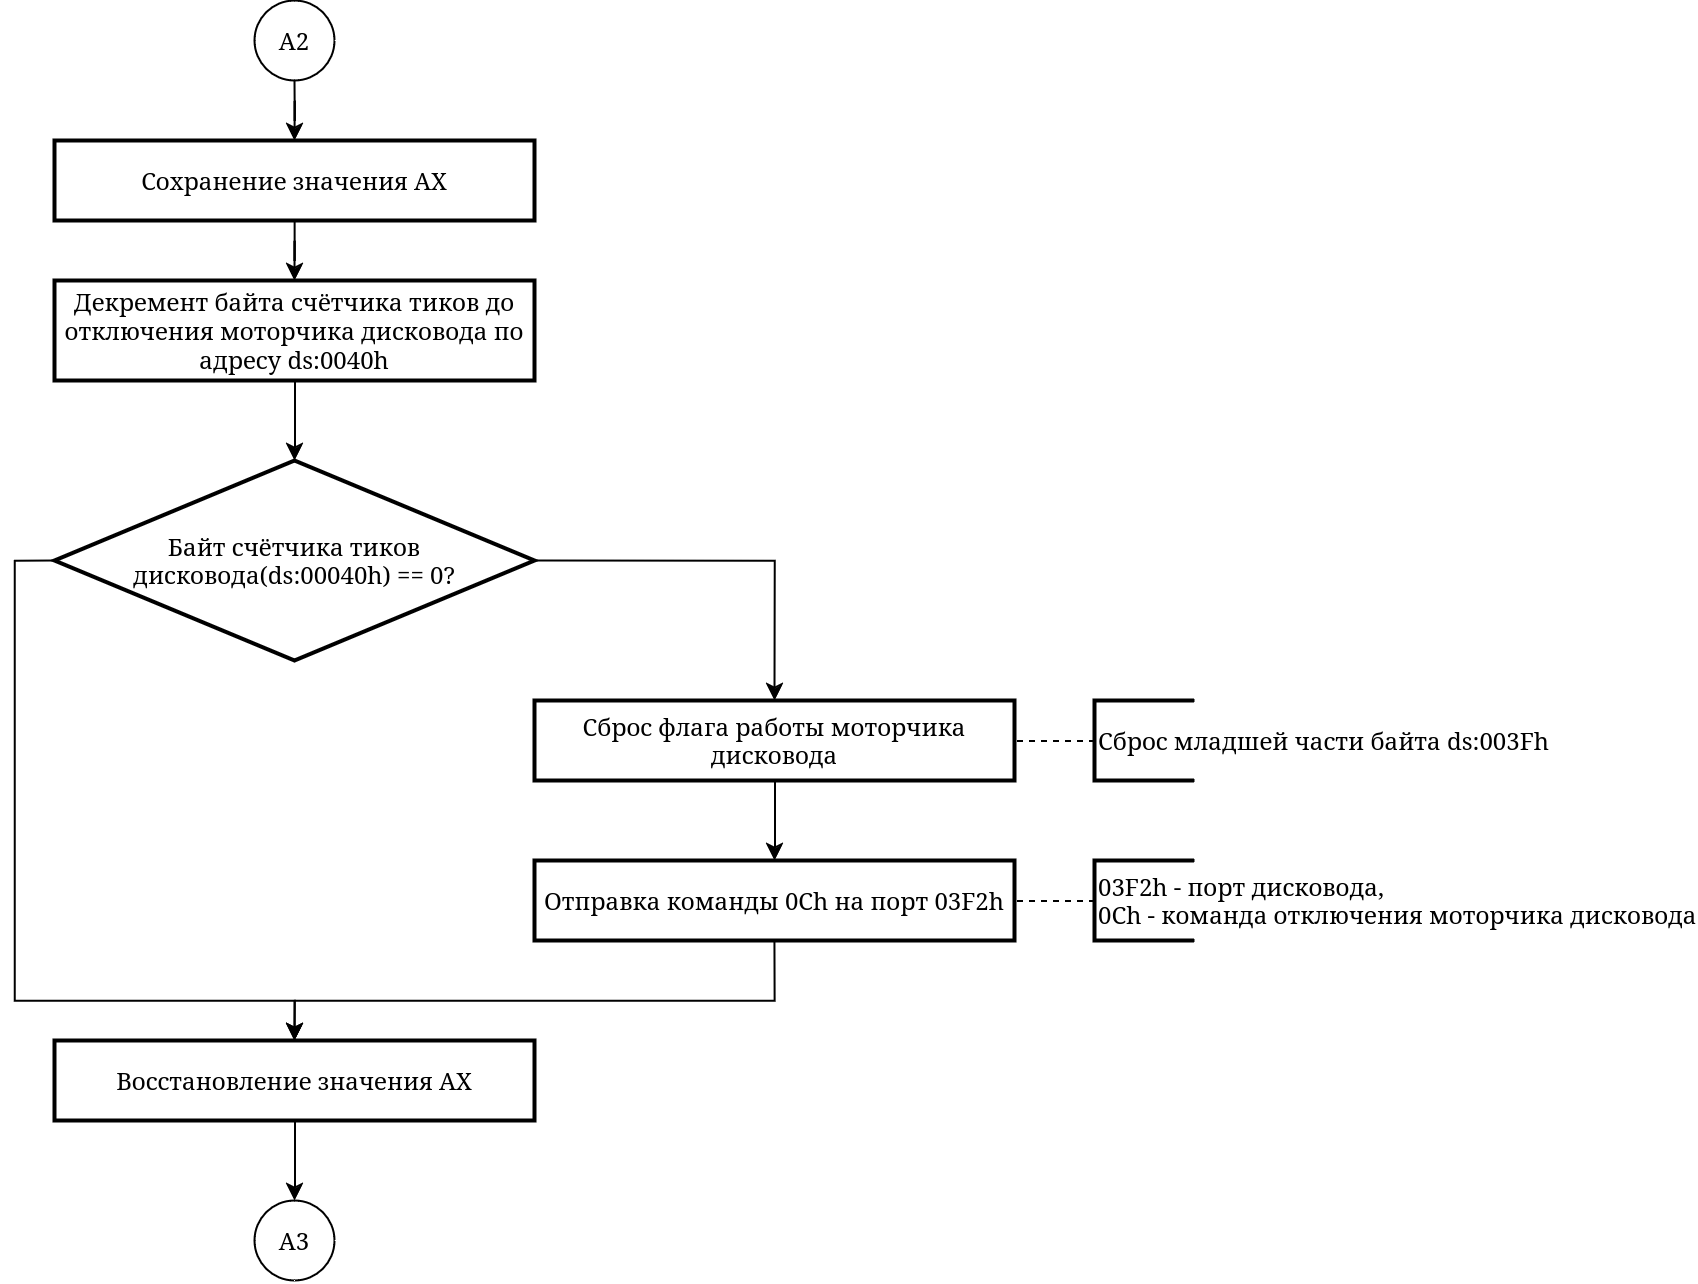 A2
Сохранение значения AX
Декремент байта счётчика тиков до
отключения моторчика дисковода по
адресу ds:0040h
Байт счётчика тиков
дисковода(ds:00040h) == 0?
Сброс флага работы моторчика
дисковода
Сброс младшей части байта ds:003Fh
Отправка команды 0Ch на порт 03F2h
03F2h - порт дисковода,
0Ch - команда отключения моторчика дисковода
Восстановление значения AX
A3